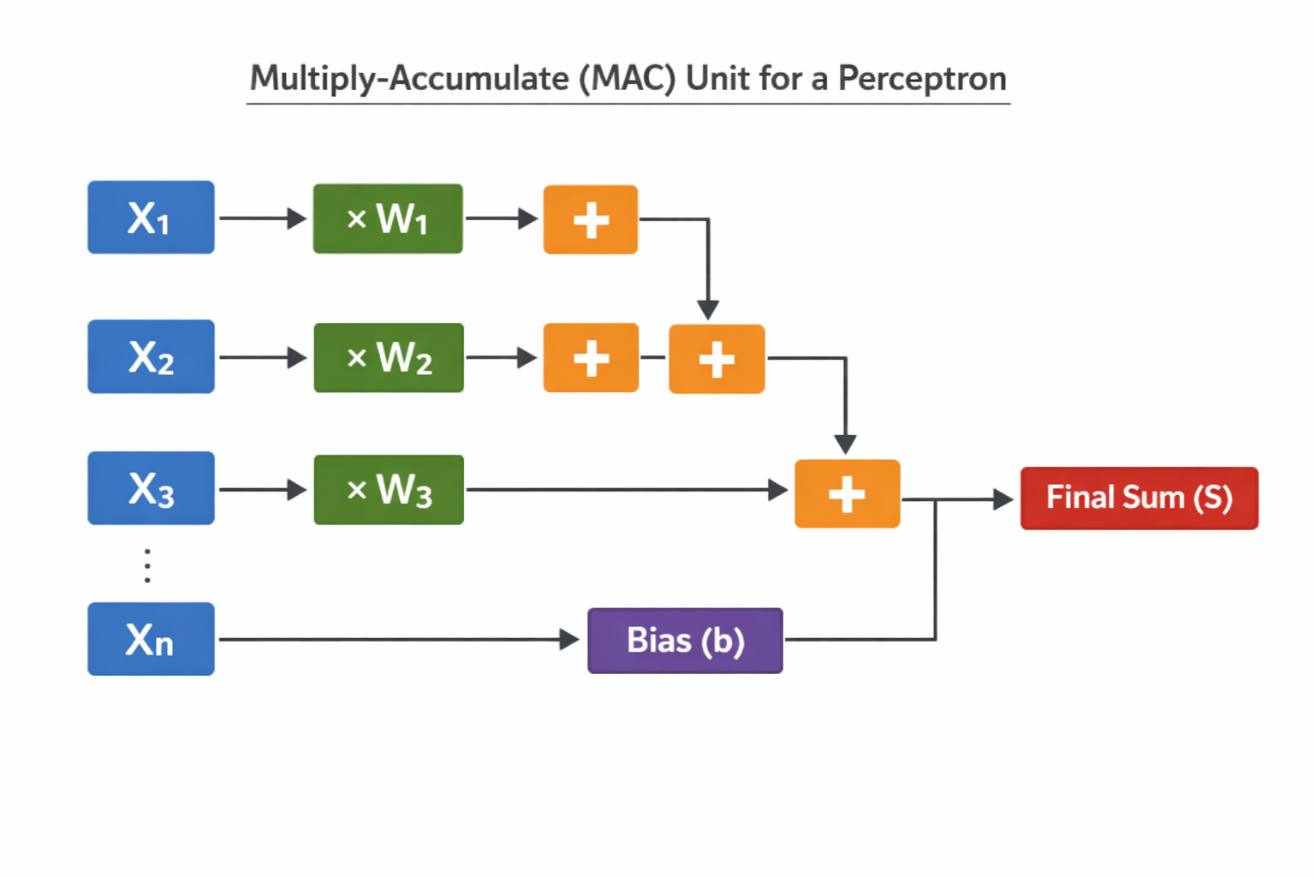 Multiply-Accumulate (MAC) Unit for a Perceptron
X₁ × W₁ +
X₂ × W₂ + +
X₃ × W₃ + Final Sum (S)
⋮
Xn Bias (b)